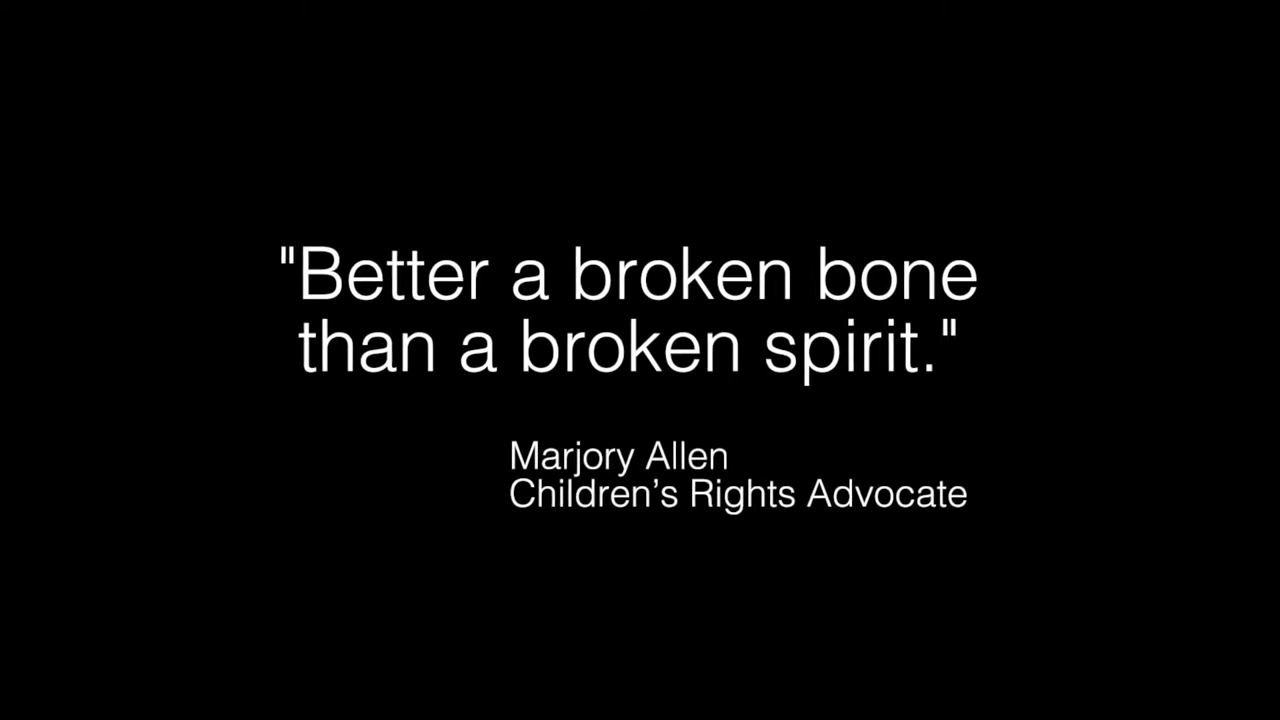 "Better a broken bone
than a broken spirit."
Marjory Allen
Children’s Rights Advocate